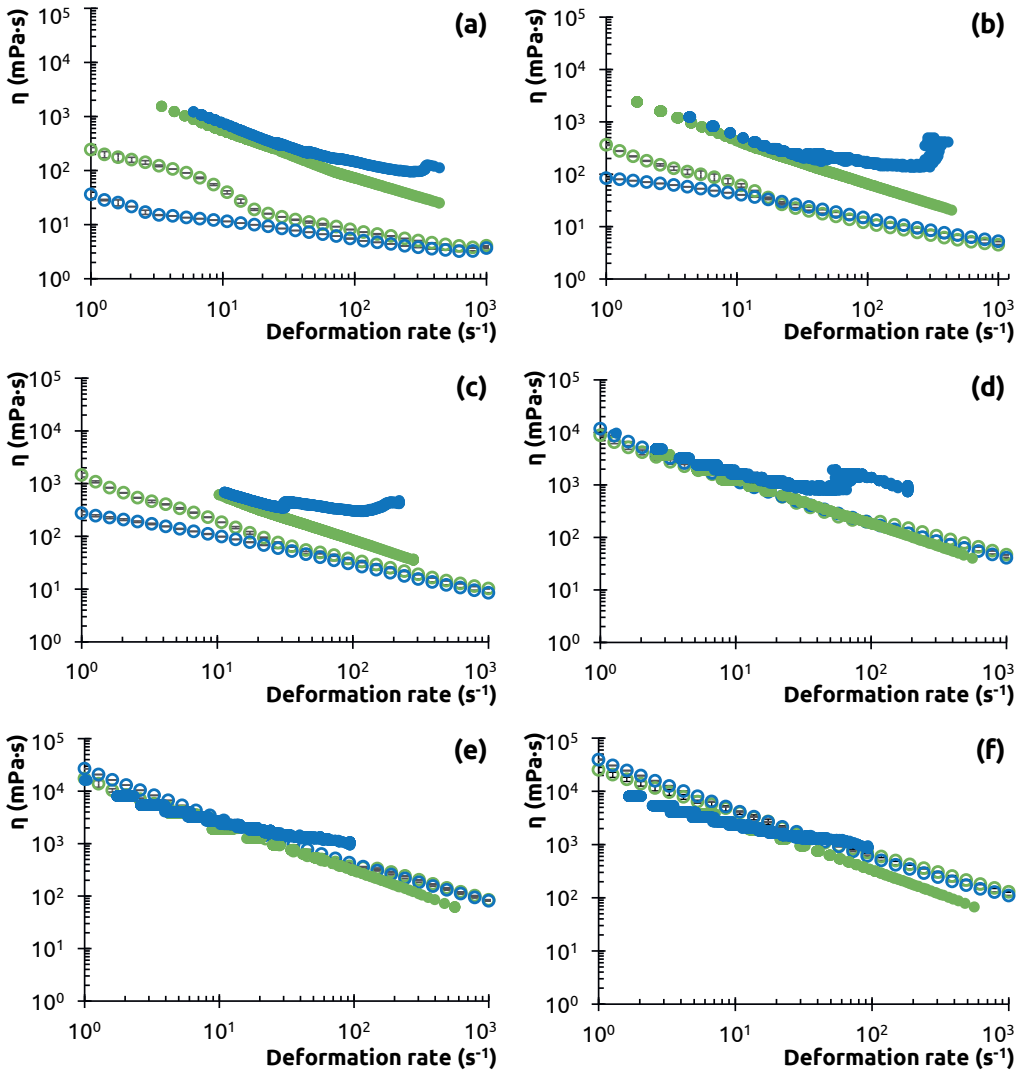 η (mPa·s)
10⁵
10⁴
10³
10²
10¹
10⁰
(a)
10⁰ 10¹ 10² 10³
Deformation rate (s⁻¹)
η (mPa·s)
10⁵
10⁴
10³
10²
10¹
10⁰
(b)
10⁰ 10¹ 10² 10³
Deformation rate (s⁻¹)
η (mPa·s)
10⁵
10⁴
10³
10²
10¹
10⁰
(c)
10⁰ 10¹ 10² 10³
Deformation rate (s⁻¹)
η (mPa·s)
10⁵
10⁴
10³
10²
10¹
10⁰
(d)
10⁰ 10¹ 10² 10³
Deformation rate (s⁻¹)
η (mPa·s)
10⁵
10⁴
10³
10²
10¹
10⁰
(e)
10⁰ 10¹ 10² 10³
Deformation rate (s⁻¹)
η (mPa·s)
10⁵
10⁴
10³
10²
10¹
10⁰
(f)
10⁰ 10¹ 10² 10³
Deformation rate (s⁻¹)